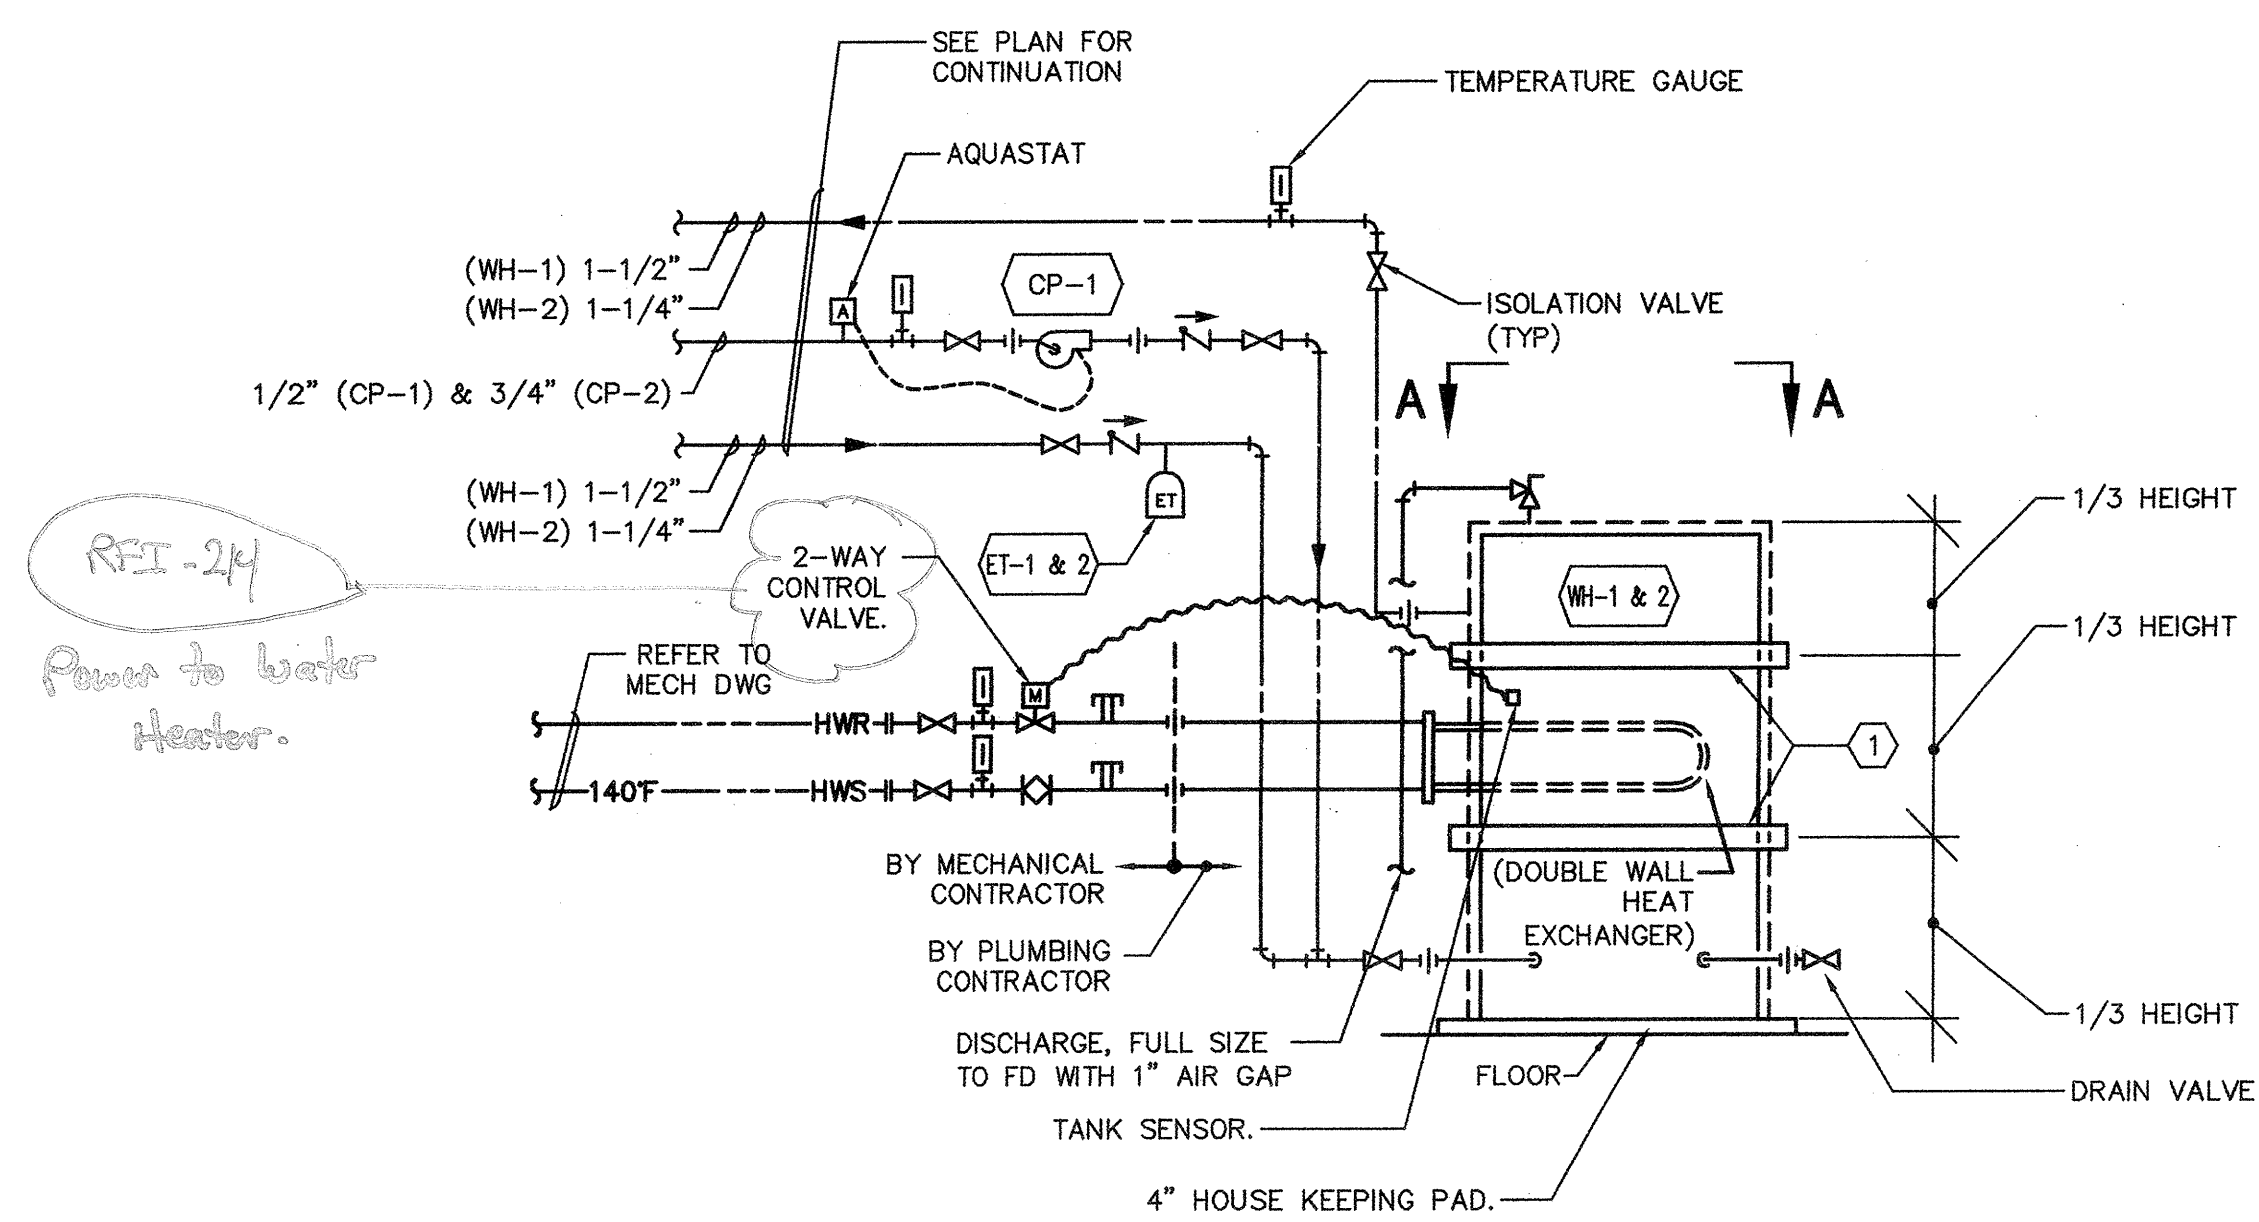 SEE PLAN FOR
CONTINUATION
TEMPERATURE GAUGE
AQUASTAT
(WH-1) 1-1/2"
(WH-2) 1-1/4"
CP-1
ISOLATION VALVE
(TYP)
A
1/2" (CP-1) & 3/4" (CP-2)
A
A
(WH-1) 1-1/2"
(WH-2) 1-1/4"
ET
ET-1 & 2
1/3 HEIGHT
RFI-214
Power to Water
Heater.
2-WAY
CONTROL
VALVE.
WH-1 & 2
1/3 HEIGHT
REFER TO
MECH DWG
M
HWR
1
140°F
HWS
BY MECHANICAL
CONTRACTOR
(DOUBLE WALL
HEAT
EXCHANGER)
BY PLUMBING
CONTRACTOR
1/3 HEIGHT
DISCHARGE, FULL SIZE
TO FD WITH 1" AIR GAP
FLOOR
DRAIN VALVE
TANK SENSOR.
4" HOUSE KEEPING PAD.